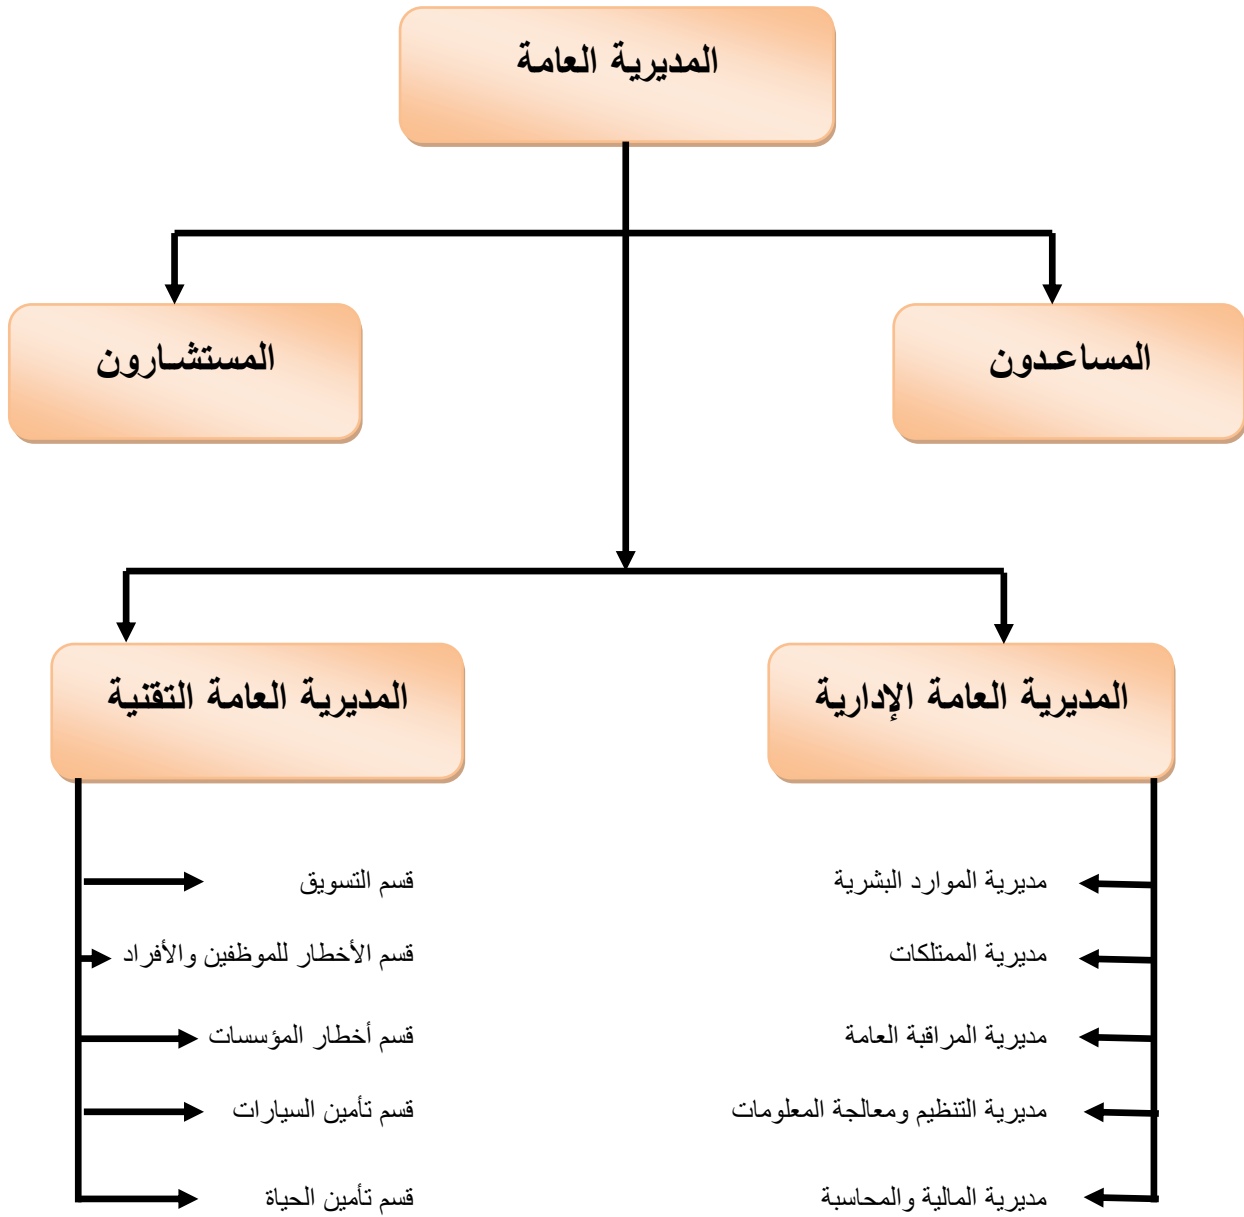 المديرية العامة
المساعـدون
المستشـارون
المديرية العامة الإدارية
المديرية العامة التقنية
مديرية الموارد البشرية
مديرية الممتلكات
مديرية المراقبة العامة
مديرية التنظيم ومعالجة المعلومات
مديرية المالية والمحاسبة
قسم التسويق
قسم الأخطار للموظفين والأفراد
قسم أخطار المؤسسات
قسم تأمين السيارات
قسم تأمين الحياة